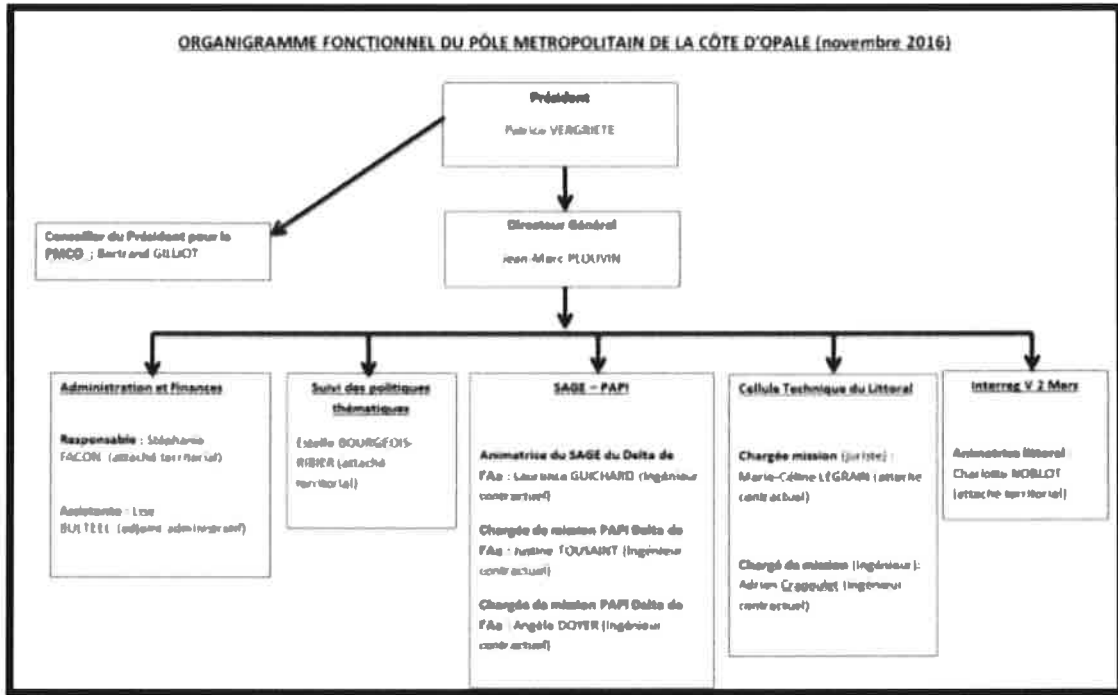 ORGANIGRAMME FONCTIONNEL DU PÔLE METROPOLITAIN DE LA CÔTE D'OPALE (novembre 2016)
Président
Patrice VERGRIETE
Conseiller du Président pour le
PMCO : Bertrand GILLIOT
Directeur Général
Jean-Marc PLOUVIN
Administration et finances
Responsable : Stéphanie
FACON (attaché territorial)
Assistante : Lise
BULTEEL (adjoint administratif)
Suivi des politiques
thématiques
Estelle BOURGEOIS-
RIBIER (attaché
territorial)
SAGE – PAPI
Animatrice du SAGE du Delta de
l'Aa : Laurence GUICHARD (Ingénieur
contractuel)
Chargée de mission PAPI Delta de
l'Aa : Justine TOUSAINT (Ingénieur
contractuel)
Chargée de mission PAPI Delta de
l'Aa : Angèle DOYER (Ingénieur
contractuel)
Cellule Technique du Littoral
Chargée mission (juriste) :
Marie-Céline LEGRAIN (attaché
contractuel)
Chargé de mission (Ingénieur):
Adrien Crapoulet (Ingénieur
contractuel)
Interreg V 2 Mers
Animatrice littoral :
Charlotte NOBLOT
(attaché territorial)